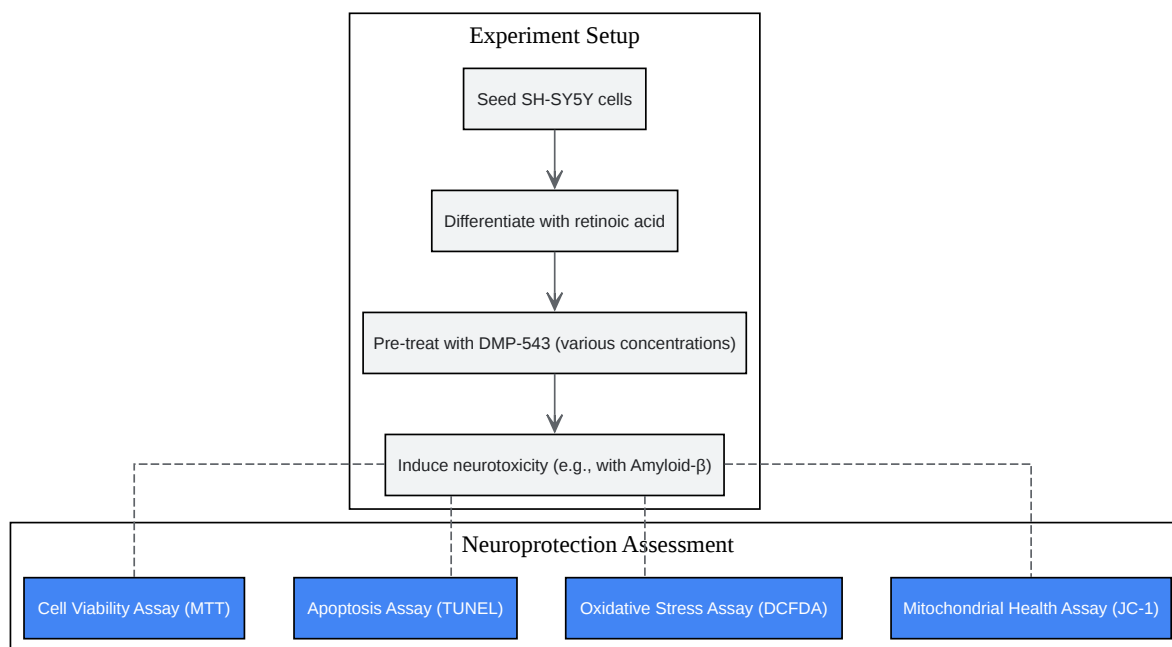 Experiment Setup
Seed SH-SY5Y cells
Differentiate with retinoic acid
Pre-treat with DMP-543 (various concentrations)
Induce neurotoxicity (e.g., with Amyloid-β)
Neuroprotection Assessment
Cell Viability Assay (MTT)
Apoptosis Assay (TUNEL)
Oxidative Stress Assay (DCFDA)
Mitochondrial Health Assay (JC-1)